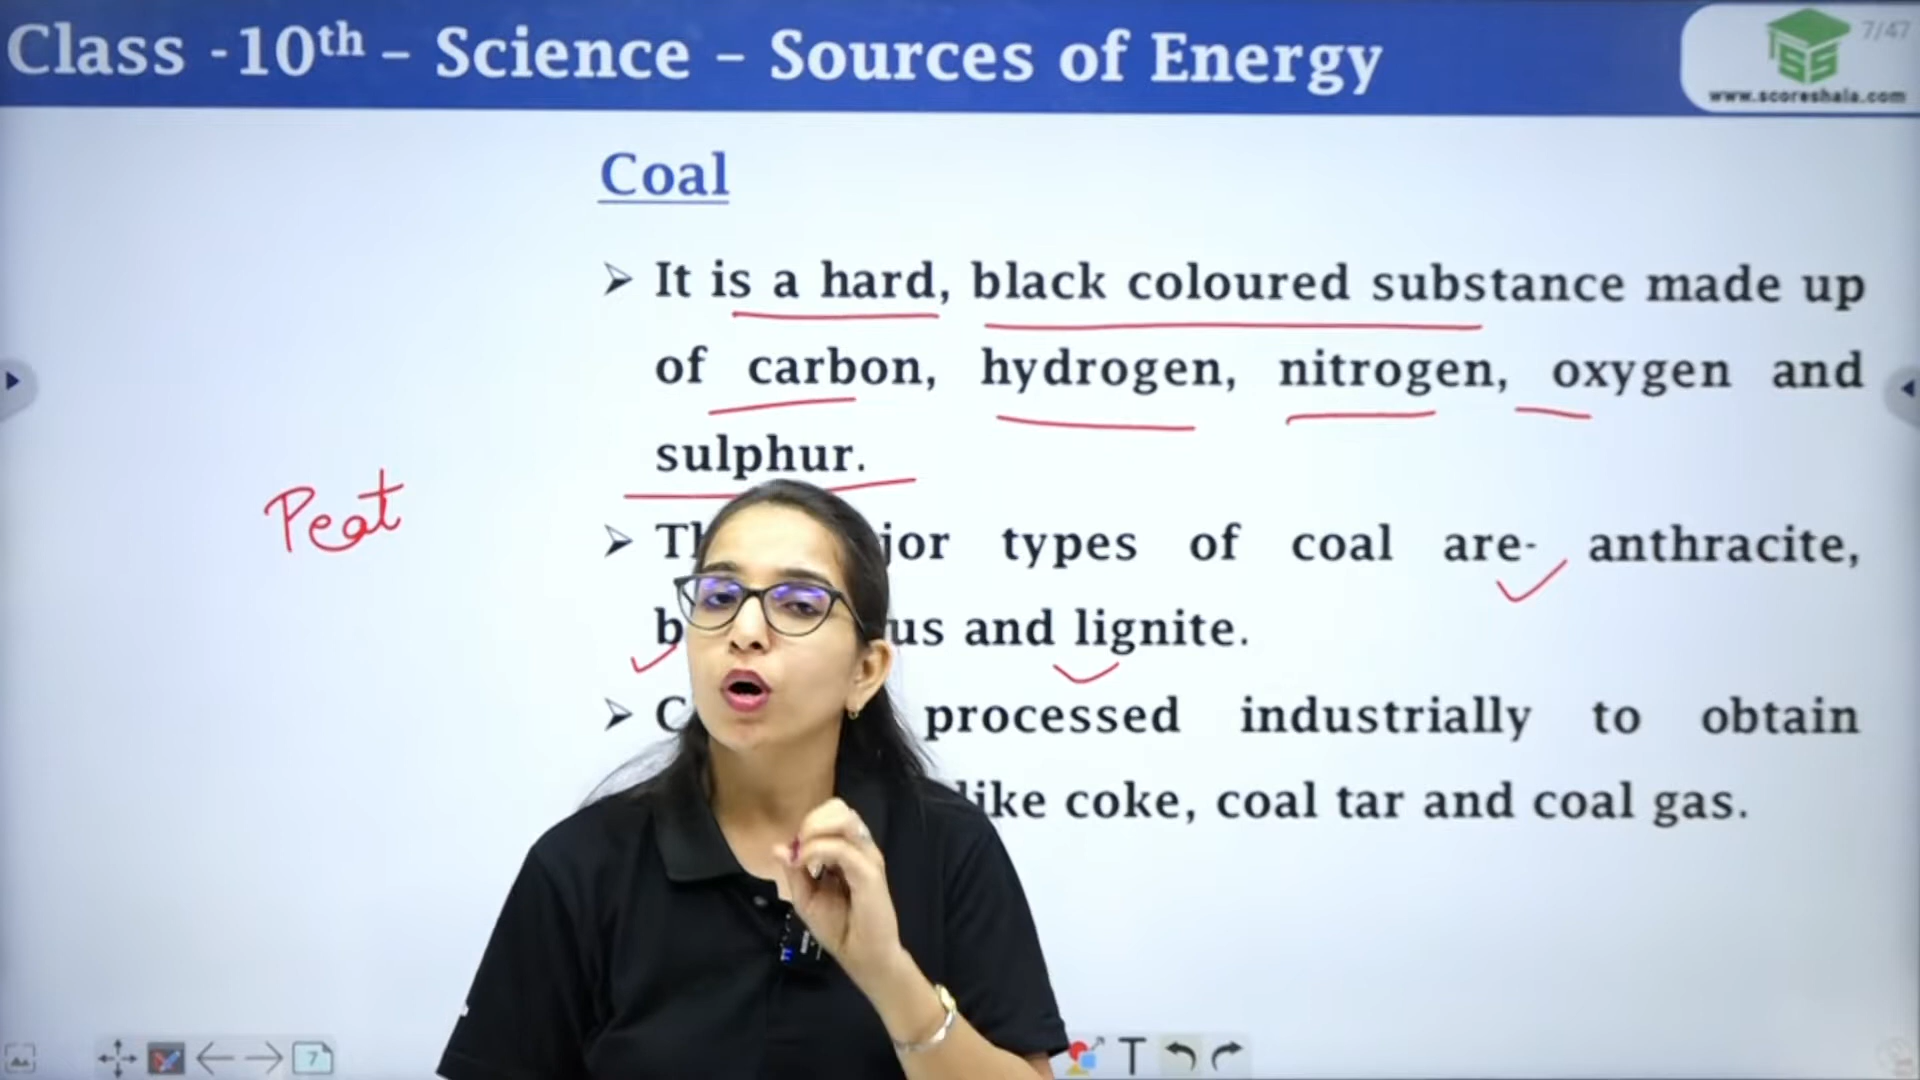 Class -10th – Science – Sources of Energy
7/47
SS
www.scoreshala.com
Coal
➤ It is a hard, black coloured substance made up
of carbon, hydrogen, nitrogen, oxygen and
sulphur.
Peat
➤ types of coal are- anthracite,
and lignite.
➤ processed industrially to obtain
like coke, coal tar and coal gas.
7
T